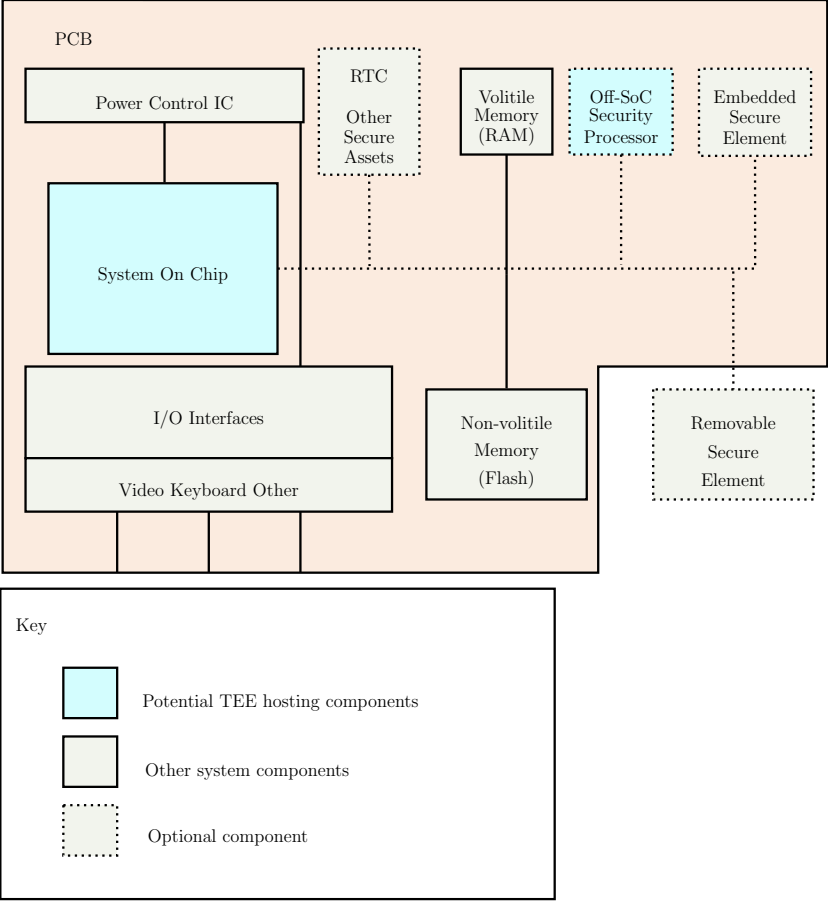 PCB
Power Control IC
RTC
Other
Secure
Assets
Volitile
Memory
(RAM)
Off-SoC
Security
Processor
Embedded
Secure
Element
System On Chip
I/O Interfaces
Video Keyboard Other
Non-volitile
Memory
(Flash)
Removable
Secure
Element
Key
Potential TEE hosting components
Other system components
Optional component